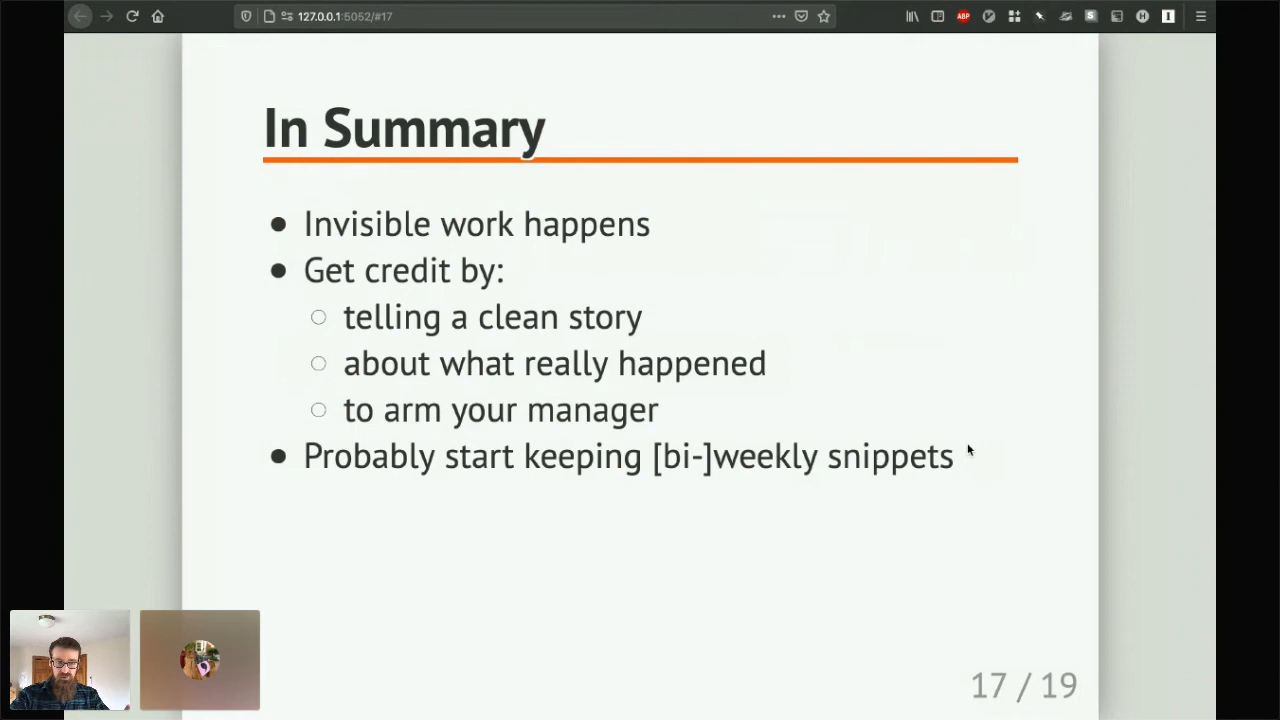 127.0.0.1:5052/#17
ABP
S
H
I
In Summary
Invisible work happens
Get credit by:
telling a clean story
about what really happened
to arm your manager
Probably start keeping [bi-]weekly snippets
17 / 19